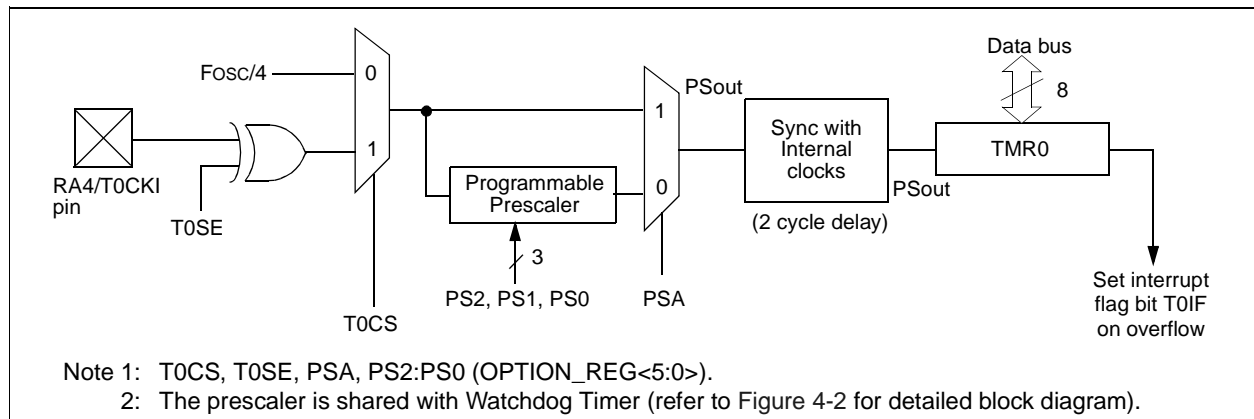 Data bus
FOSC/4
0
PSout
8
1
Sync with
Internal
clocks
TMR0
1
RA4/T0CKI
pin
Programmable
Prescaler
0
PSout
T0SE
(2 cycle delay)
3
PS2, PS1, PS0
PSA
T0CS
Set interrupt
flag bit T0IF
on overflow
Note 1: T0CS, T0SE, PSA, PS2:PS0 (OPTION_REG<5:0>).
2: The prescaler is shared with Watchdog Timer (refer to Figure 4-2 for detailed block diagram).